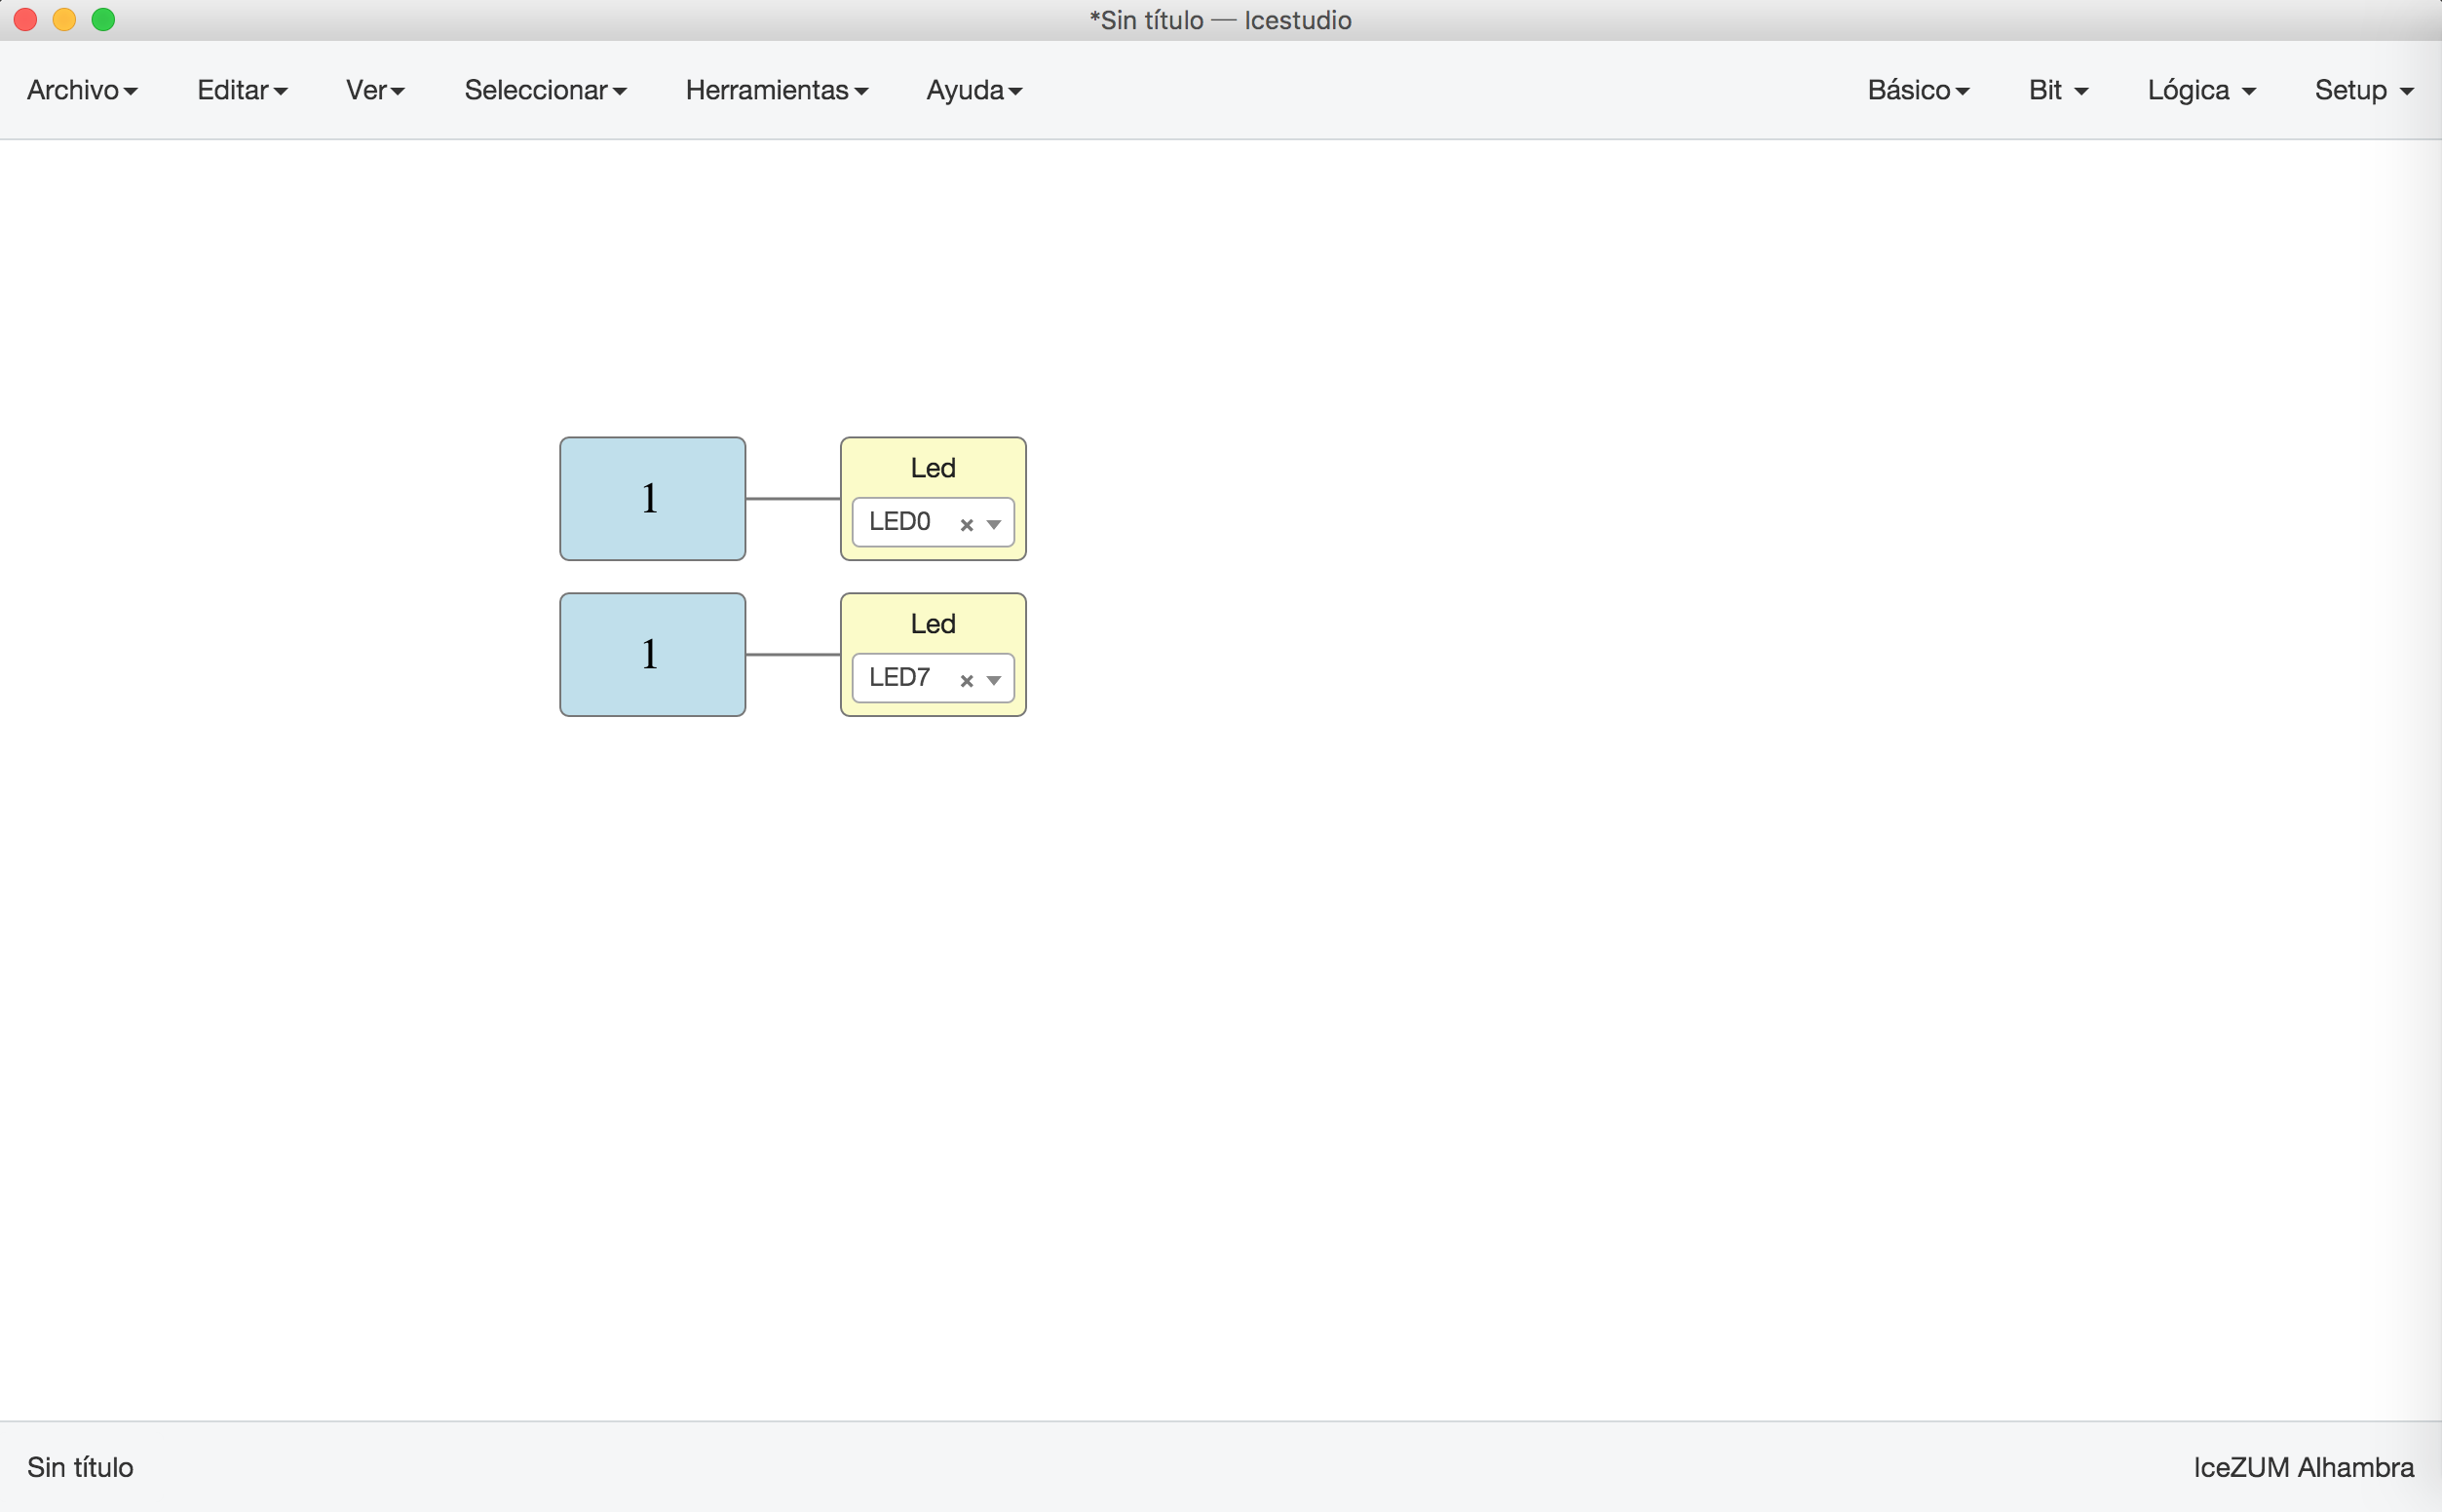 *Sin título — Icestudio
Archivo Editar Ver Seleccionar Herramientas Ayuda Básico Bit Lógica Setup
1 Led
LED0
1 Led
LED7
Sin título IceZUM Alhambra